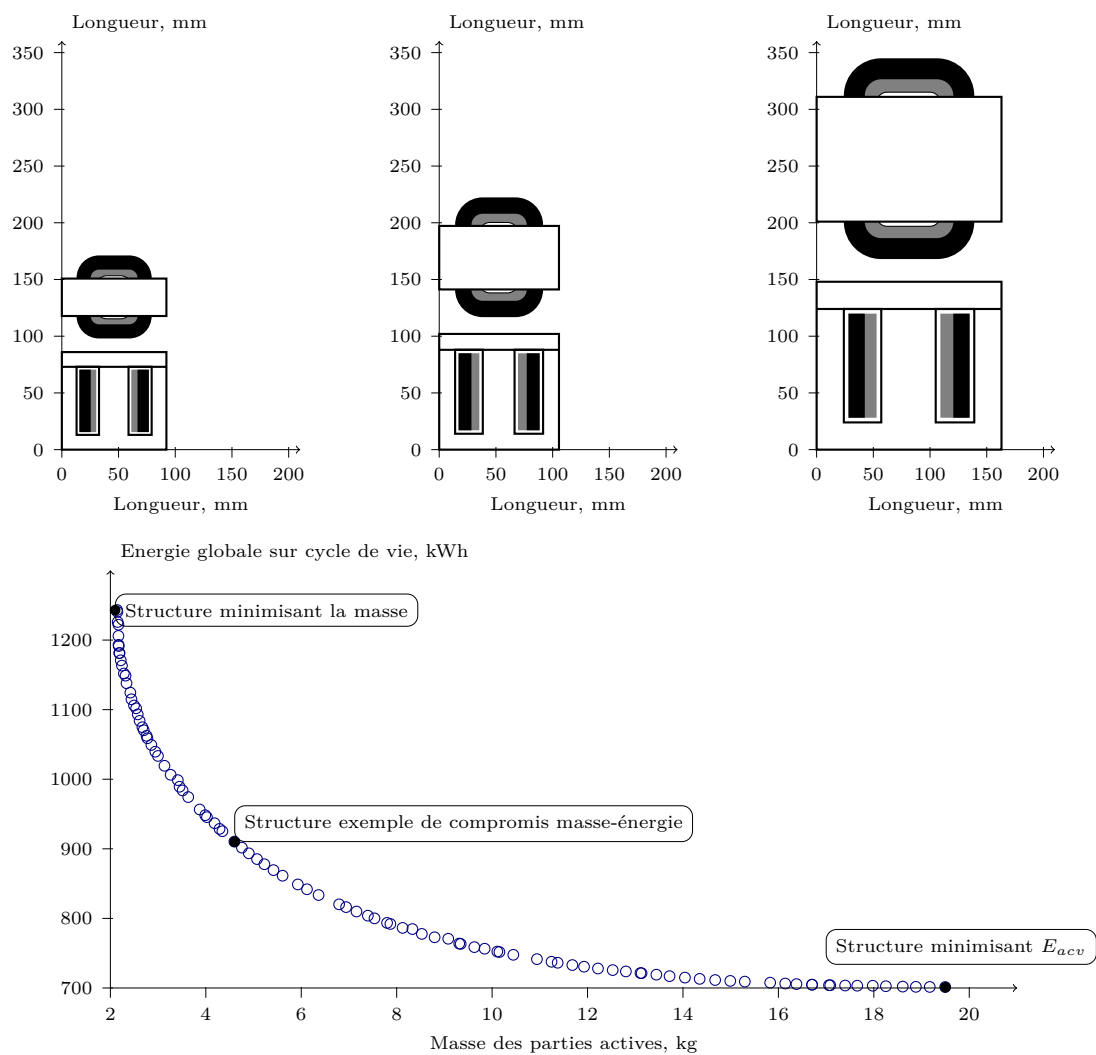 Longueur, mm
350
300
250
200
150
100
50
0
0 50 100 150 200
Longueur, mm
Longueur, mm
350
300
250
200
150
100
50
0
0 50 100 150 200
Longueur, mm
Longueur, mm
350
300
250
200
150
100
50
0
0 50 100 150 200
Longueur, mm
Energie globale sur cycle de vie, kWh
Structure minimisant la masse
1200
1100
1000
Structure exemple de compromis masse-énergie
900
800
Structure minimisant E_{acv}
700
2 4 6 8 10 12 14 16 18 20
Masse des parties actives, kg